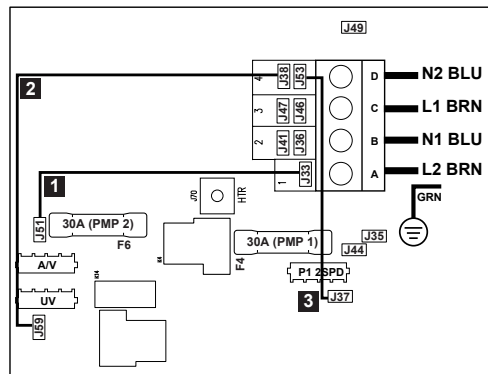 J49
4
J38
J53
D
N2 BLU
2
3
J47
J46
C
L1 BRN
2
J41
J36
B
N1 BLU
1
J33
A
L2 BRN
1
GRN
J70
HTR
J51
30A (PMP 2)
F6
30A (PMP 1)
F4
J35
J44
A/V
P1 2SPD
UV
3
J37
J59